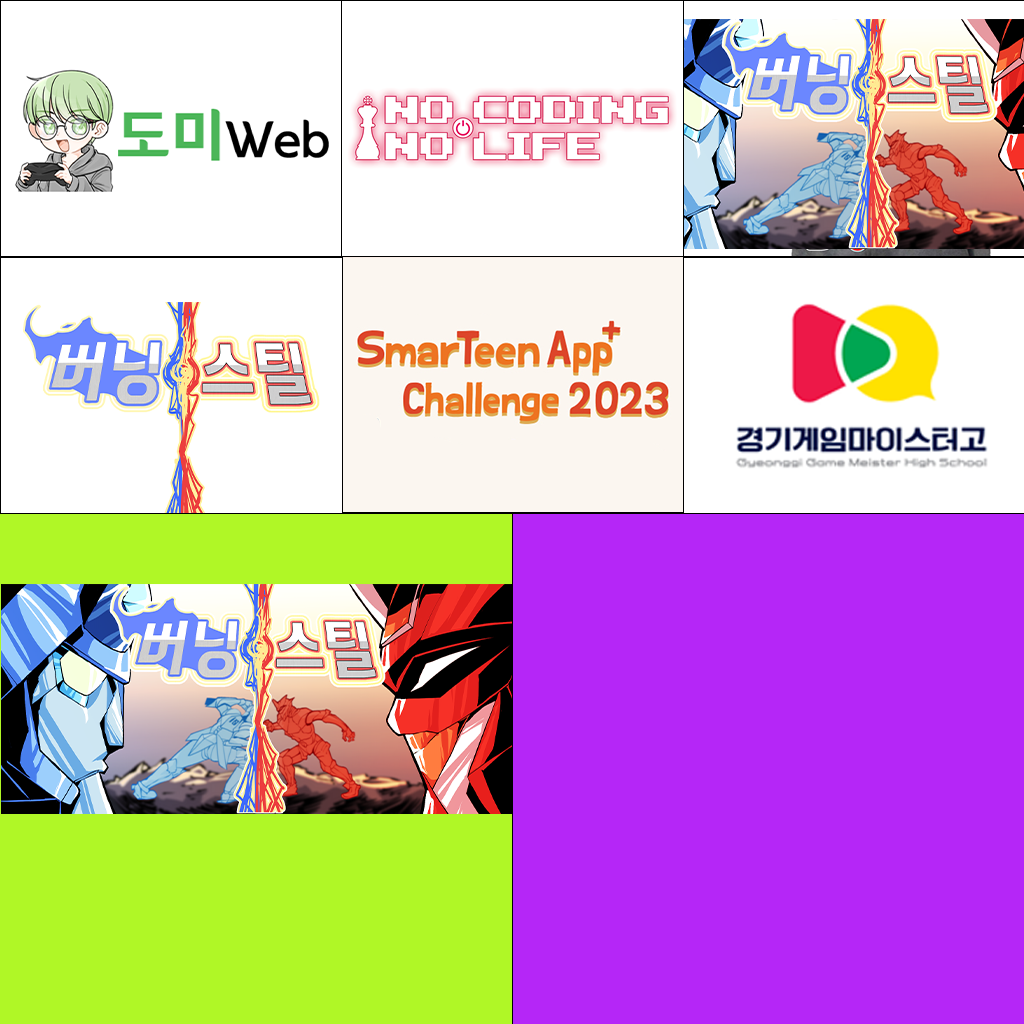 도미Web
NO CODING
NO LIFE
버닝 스틸
버닝 스틸
SmarTeen App+
Challenge 2023
경기게임마이스터고
Gyeonggi Game Meister High School
버닝 스틸